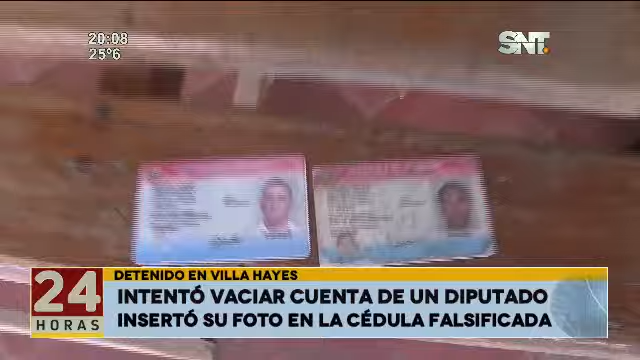 20:08
25°6
SNT
DETENIDO EN VILLA HAYES
24
HORAS
INTENTÓ VACIAR CUENTA DE UN DIPUTADO
INSERTÓ SU FOTO EN LA CÉDULA FALSIFICADA